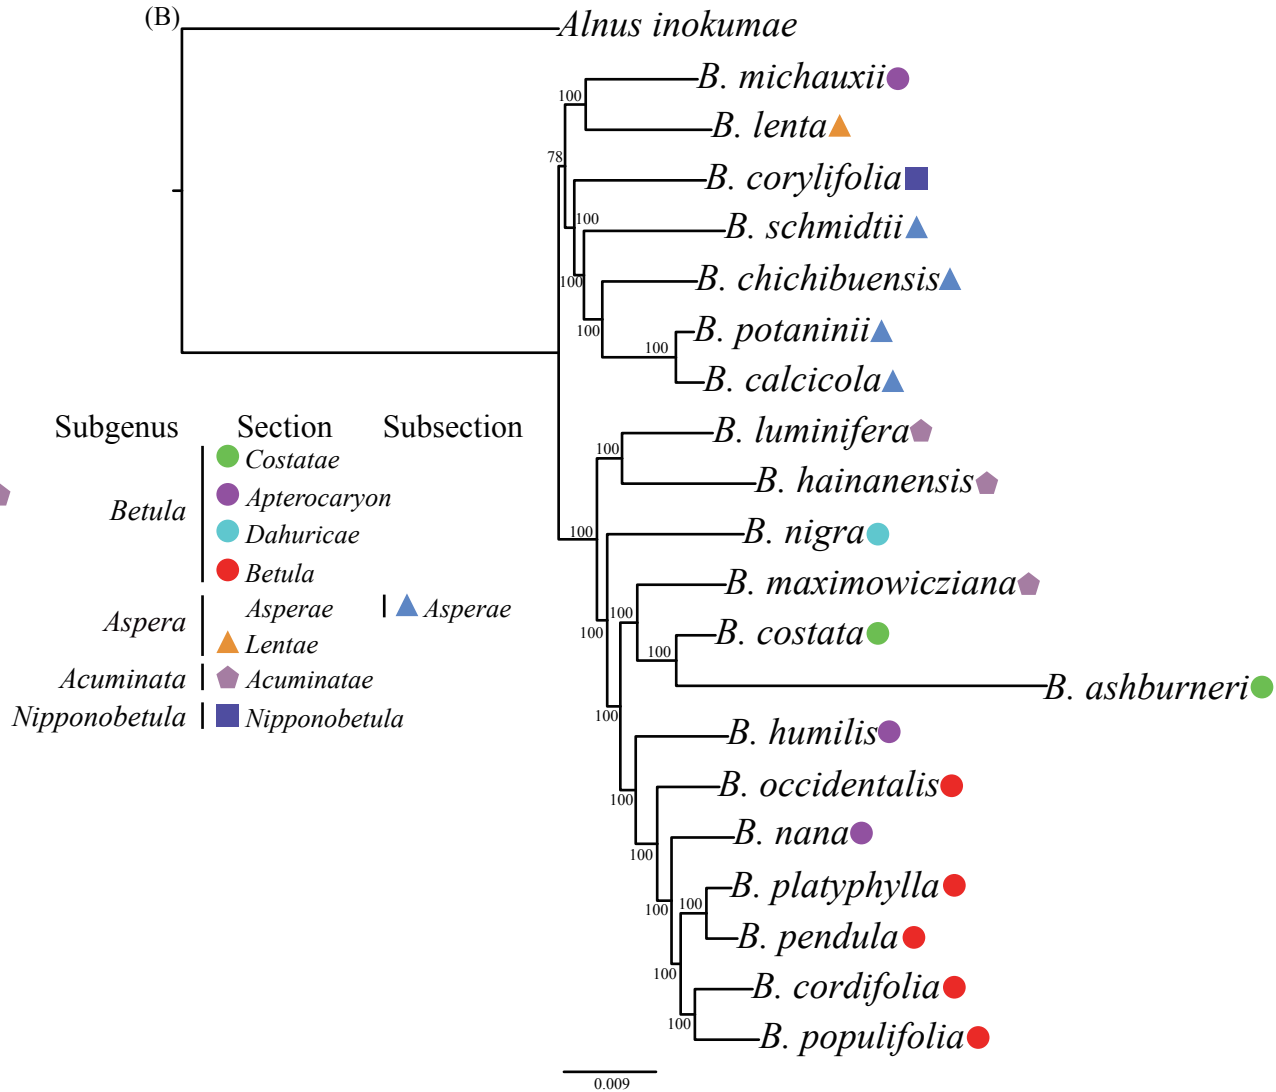 (B)
Alnus inokumae
B. michauxii
100
B. lenta
78
B. corylifolia
100
B. schmidtii
100
B. chichibuensis
100
B. potaninii
100
B. calcicola
Subgenus Section Subsection
Betula
Costatae
Apterocaryon
Dahuricae
Betula
Aspera
Asperae
Asperae
Lentae
Acuminata
Acuminatae
Nipponobetula
Nipponobetula
B. luminifera
100
B. hainanensis
100
B. nigra
B. maximowicziana
100
100
B. costata
100
B. ashburneri
100
B. humilis
100
B. occidentalis
100
B. nana
100
B. platyphylla
100
B. pendula
100
B. cordifolia
100
B. populifolia
0.009